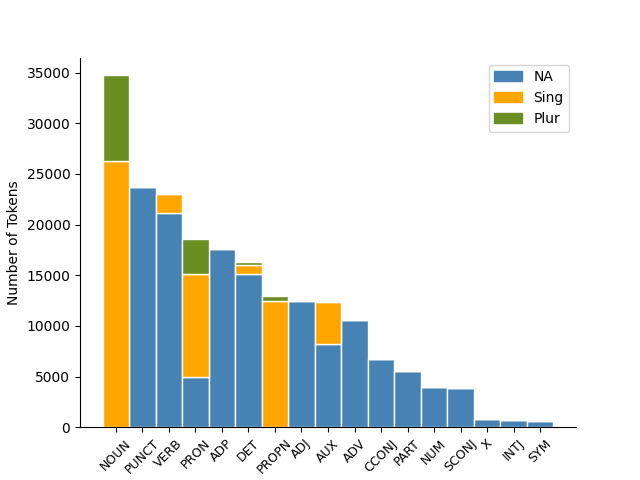 35000
30000
25000
20000
15000
10000
5000
0
Number of Tokens
NA
Sing
Plur
NOUN
PUNCT
VERB
PRON
ADP
DET
PROPN
ADJ
AUX
ADV
CCONJ
PART
NUM
SCONJ
X
INTJ
SYM